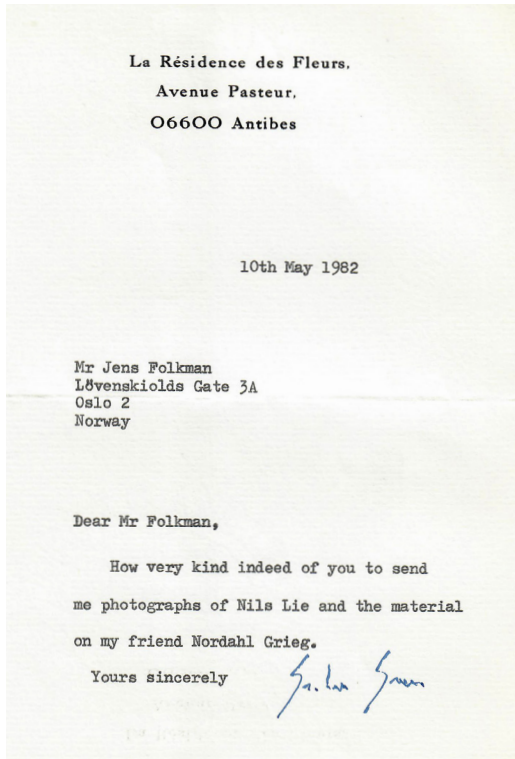 La Résidence des Fleurs,
Avenue Pasteur,
06600 Antibes
10th May 1982
Mr Jens Folkman
Lövenskiolds Gate 3A
Oslo 2
Norway
Dear Mr Folkman,
How very kind indeed of you to send
me photographs of Nils Lie and the material
on my friend Nordahl Grieg.
Yours sincerely